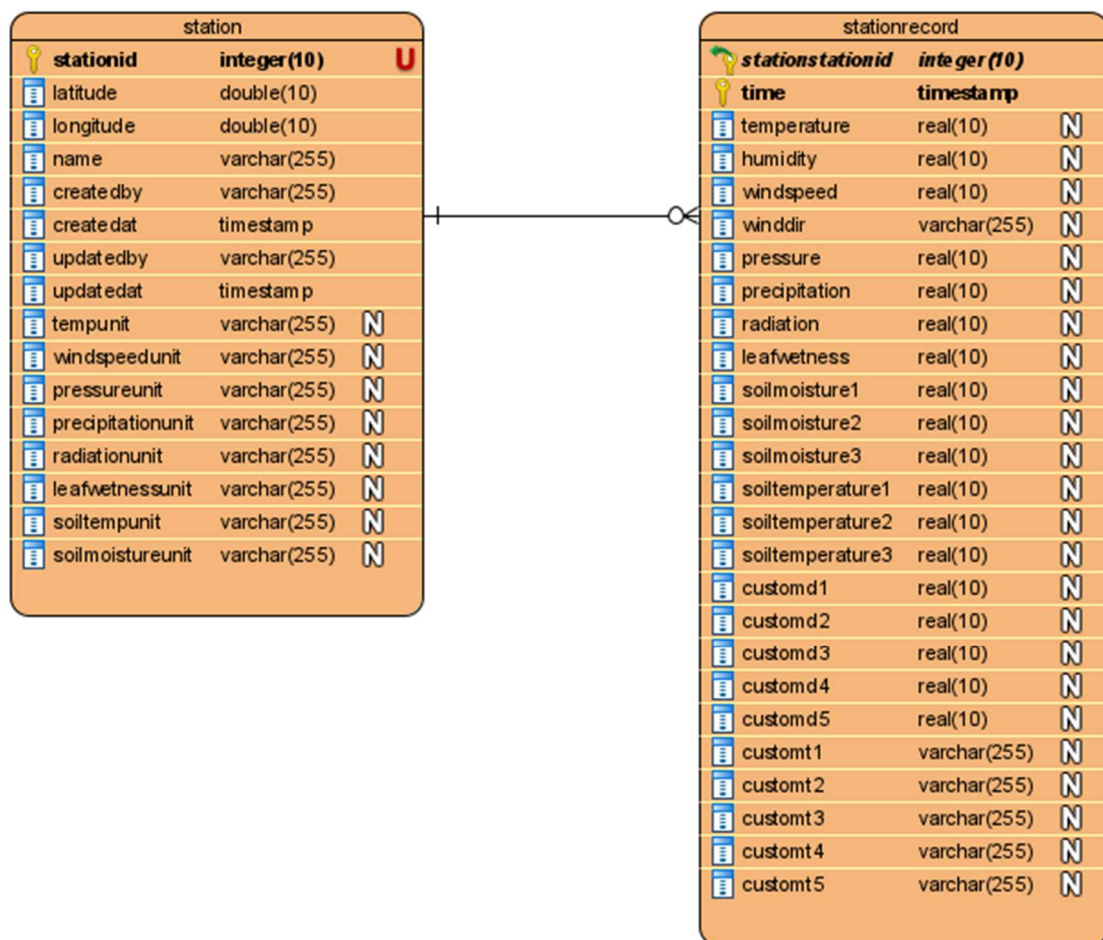 station
stationid integer(10) U
latitude double(10)
longitude double(10)
name varchar(255)
createdby varchar(255)
createdat timestamp
updatedby varchar(255)
updatedat timestamp
tempunit varchar(255) N
windspeedunit varchar(255) N
pressureunit varchar(255) N
precipitationunit varchar(255) N
radiationunit varchar(255) N
leafwetnessunit varchar(255) N
soiltempunit varchar(255) N
soilmoistureunit varchar(255) N
stationrecord
stationstationid integer(10)
time timestamp
temperature real(10) N
humidity real(10) N
windspeed real(10) N
winddir varchar(255) N
pressure real(10) N
precipitation real(10) N
radiation real(10) N
leafwetness real(10) N
soilmoisture1 real(10) N
soilmoisture2 real(10) N
soilmoisture3 real(10) N
soiltemperature1 real(10) N
soiltemperature2 real(10) N
soiltemperature3 real(10) N
customd1 real(10) N
customd2 real(10) N
customd3 real(10) N
customd4 real(10) N
customd5 real(10) N
customt1 varchar(255) N
customt2 varchar(255) N
customt3 varchar(255) N
customt4 varchar(255) N
customt5 varchar(255) N